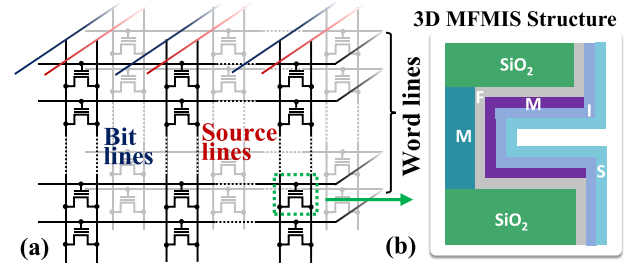 (a)
Bit
lines
Source
lines
Word lines
3D MFMIS Structure
SiO₂
F
M
I
M
S
SiO₂
(b)